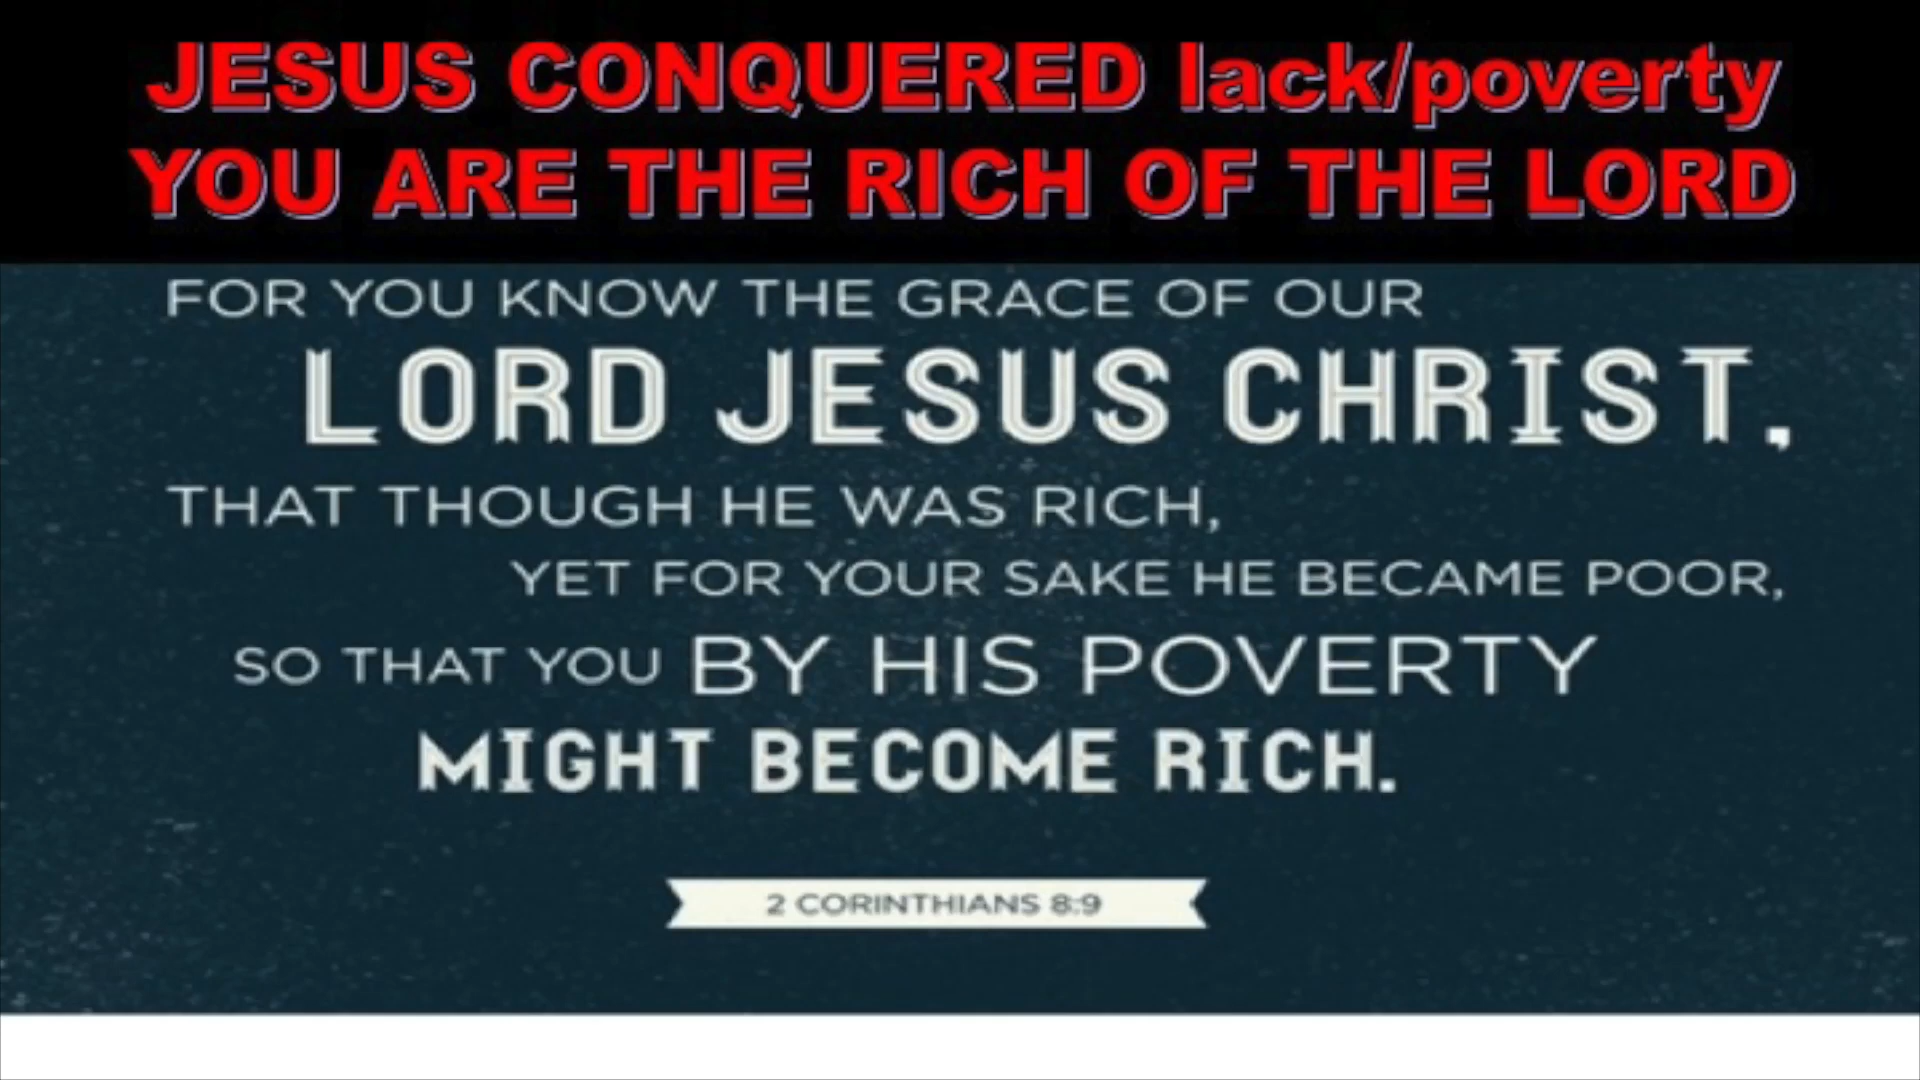 JESUS CONQUERED lack/poverty
YOU ARE THE RICH OF THE LORD
FOR YOU KNOW THE GRACE OF OUR
LORD JESUS CHRIST,
THAT THOUGH HE WAS RICH,
YET FOR YOUR SAKE HE BECAME POOR,
SO THAT YOU BY HIS POVERTY
MIGHT BECOME RICH.
2 CORINTHIANS 8:9